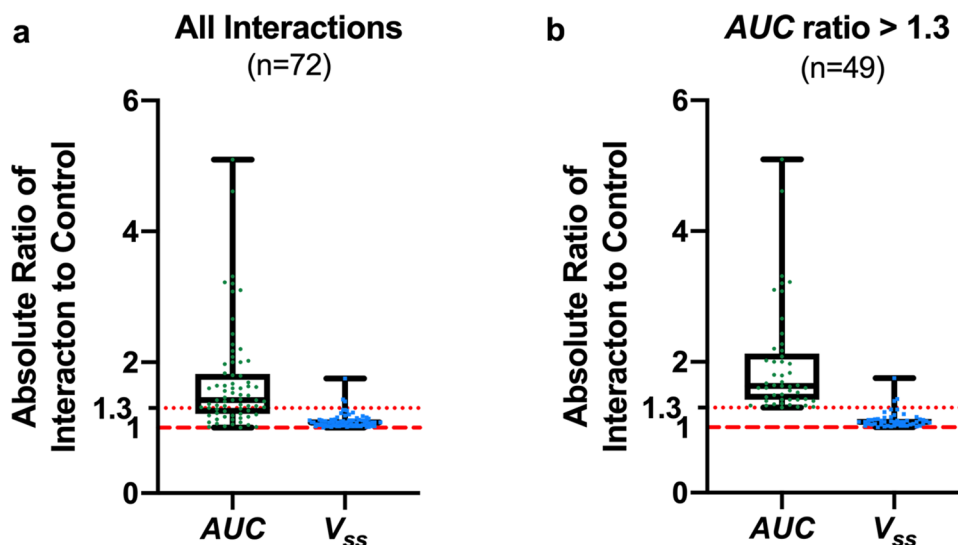 a
All Interactions
(n=72)
Absolute Ratio of
Interacton to Control
6
4
2
1.3
1
0
AUC
Vss
b
AUC ratio > 1.3
(n=49)
Absolute Ratio of
Interacton to Control
6
4
2
1.3
1
0
AUC
Vss